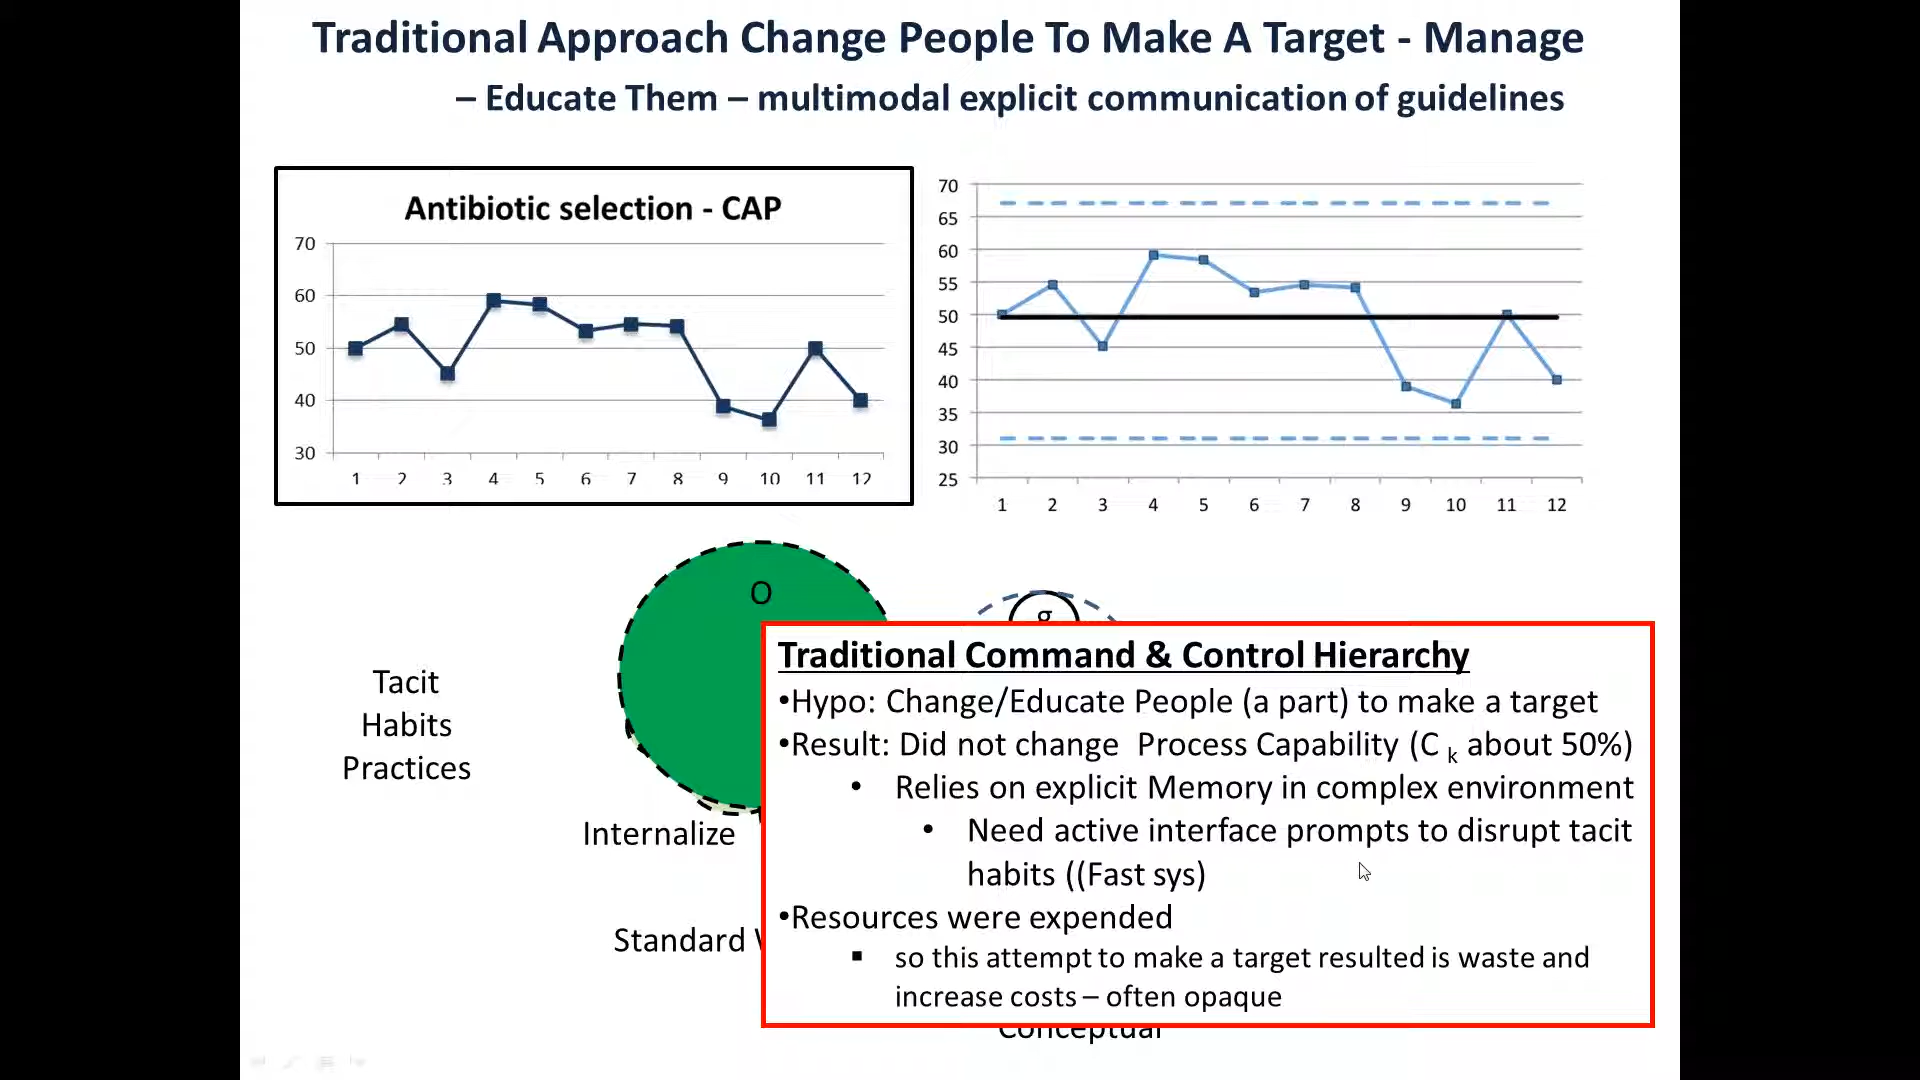 Traditional Approach Change People To Make A Target - Manage
– Educate Them – multimodal explicit communication of guidelines
Antibiotic selection - CAP
70
60
50
40
30
1 2 3 4 5 6 7 8 9 10 11 12
70
65
60
55
50
45
40
35
30
25
1 2 3 4 5 6 7 8 9 10 11 12
O
g
Tacit
Habits
Practices
Internalize
Standard
Traditional Command & Control Hierarchy
•Hypo: Change/Educate People (a part) to make a target
•Result: Did not change Process Capability (C k about 50%)
• Relies on explicit Memory in complex environment
• Need active interface prompts to disrupt tacit
habits ((Fast sys)
•Resources were expended
▪ so this attempt to make a target resulted is waste and
increase costs – often opaque
Conceptual